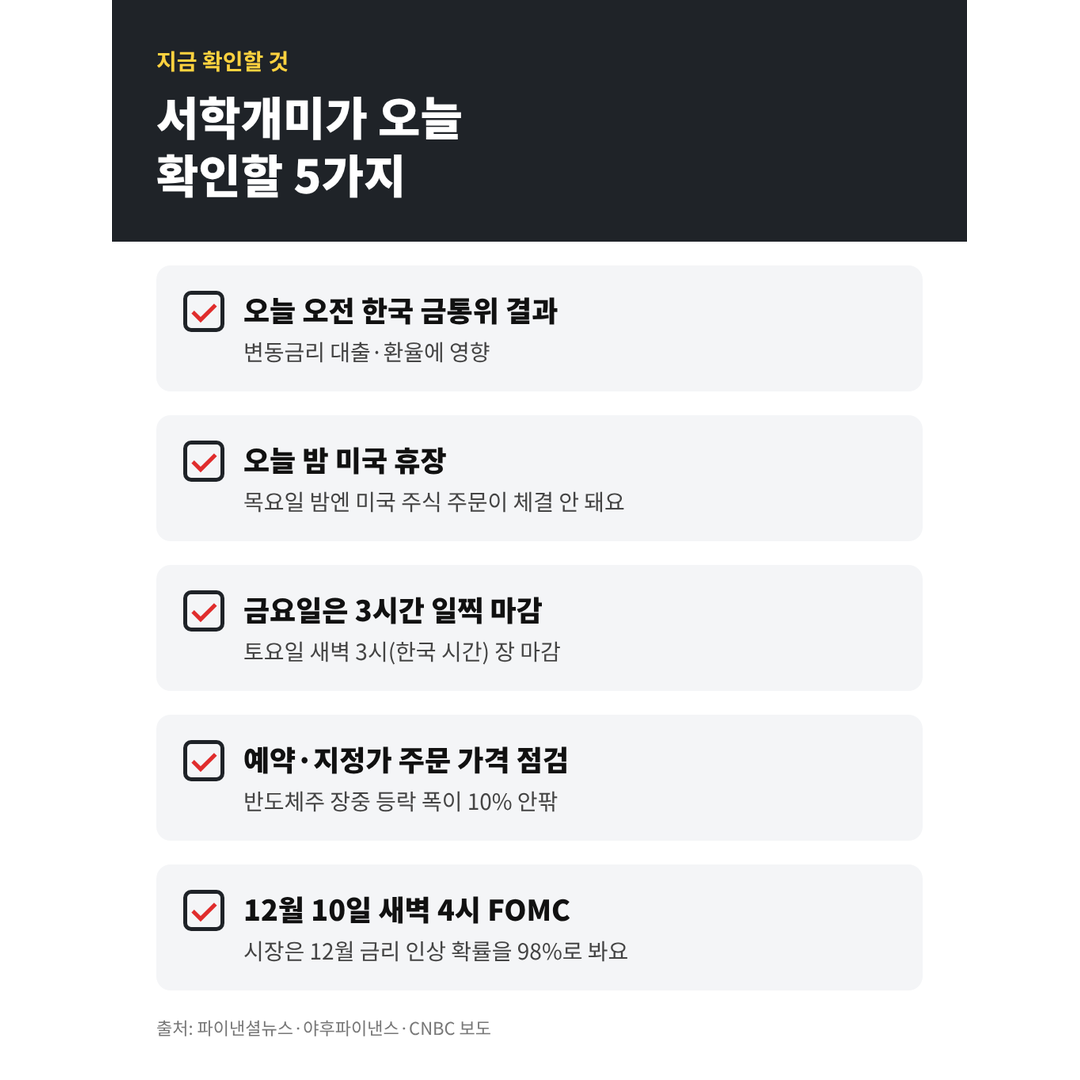 지금 확인할 것
서학개미가 오늘
확인할 5가지
오늘 오전 한국 금통위 결과
변동금리 대출·환율에 영향
오늘 밤 미국 휴장
목요일 밤엔 미국 주식 주문이 체결 안 돼요
금요일은 3시간 일찍 마감
토요일 새벽 3시(한국 시간) 장 마감
예약·지정가 주문 가격 점검
반도체주 장중 등락 폭이 10% 안팎
12월 10일 새벽 4시 FOMC
시장은 12월 금리 인상 확률을 98%로 봐요
출처: 파이낸셜뉴스·야후파이낸스·CNBC 보도